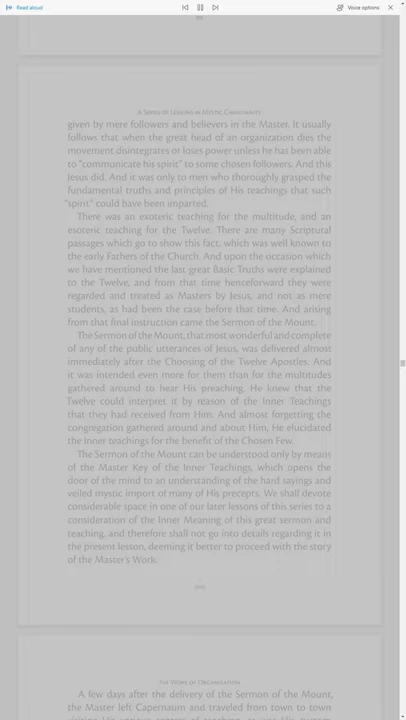 Read aloud
Voice options
A Series of Lessons in Mystic Christianity
given by mere followers and believers in the Master. It usually
follows that when the great head of an organization dies the
movement disintegrates or loses power unless he has been able
to "communicate his spirit" to some chosen followers. And this
Jesus did. And it was only to men who thoroughly grasped the
fundamental truths and principles of His teachings that such
"spirit" could have been imparted.
There was an exoteric teaching for the multitude, and an
esoteric teaching for the Twelve. There are many Scriptural
passages which go to show this fact, which was well known to
the early Fathers of the Church. And upon the occasion which
we have mentioned the last great Basic Truths were explained
to the Twelve, and from that time henceforward they were
regarded and treated as Masters by Jesus, and not as mere
students, as had been the case before that time. And arising
from that final instruction came the Sermon of the Mount.
The Sermon of the Mount, that most wonderful and complete
of any of the public utterances of Jesus, was delivered almost
immediately after the Choosing of the Twelve Apostles. And
it was intended even more for them than for the multitudes
gathered around to hear His preaching. He knew that the
Twelve could interpret it by reason of the Inner Teachings
that they had received from Him. And almost forgetting the
congregation gathered around and about Him, He elucidated
the Inner teachings for the benefit of the Chosen Few.
The Sermon of the Mount can be understood only by means
of the Master Key of the Inner Teachings, which opens the
door of the mind to an understanding of the hard sayings and
veiled mystic import of many of His precepts. We shall devote
considerable space in one of our later lessons of this series to a
consideration of the Inner Meaning of this great sermon and
teaching, and therefore shall not go into details regarding it in
the present lesson, deeming it better to proceed with the story
of the Master's Work.
The Work of Organization
A few days after the delivery of the Sermon of the Mount,
the Master left Capernaum and traveled from town to town